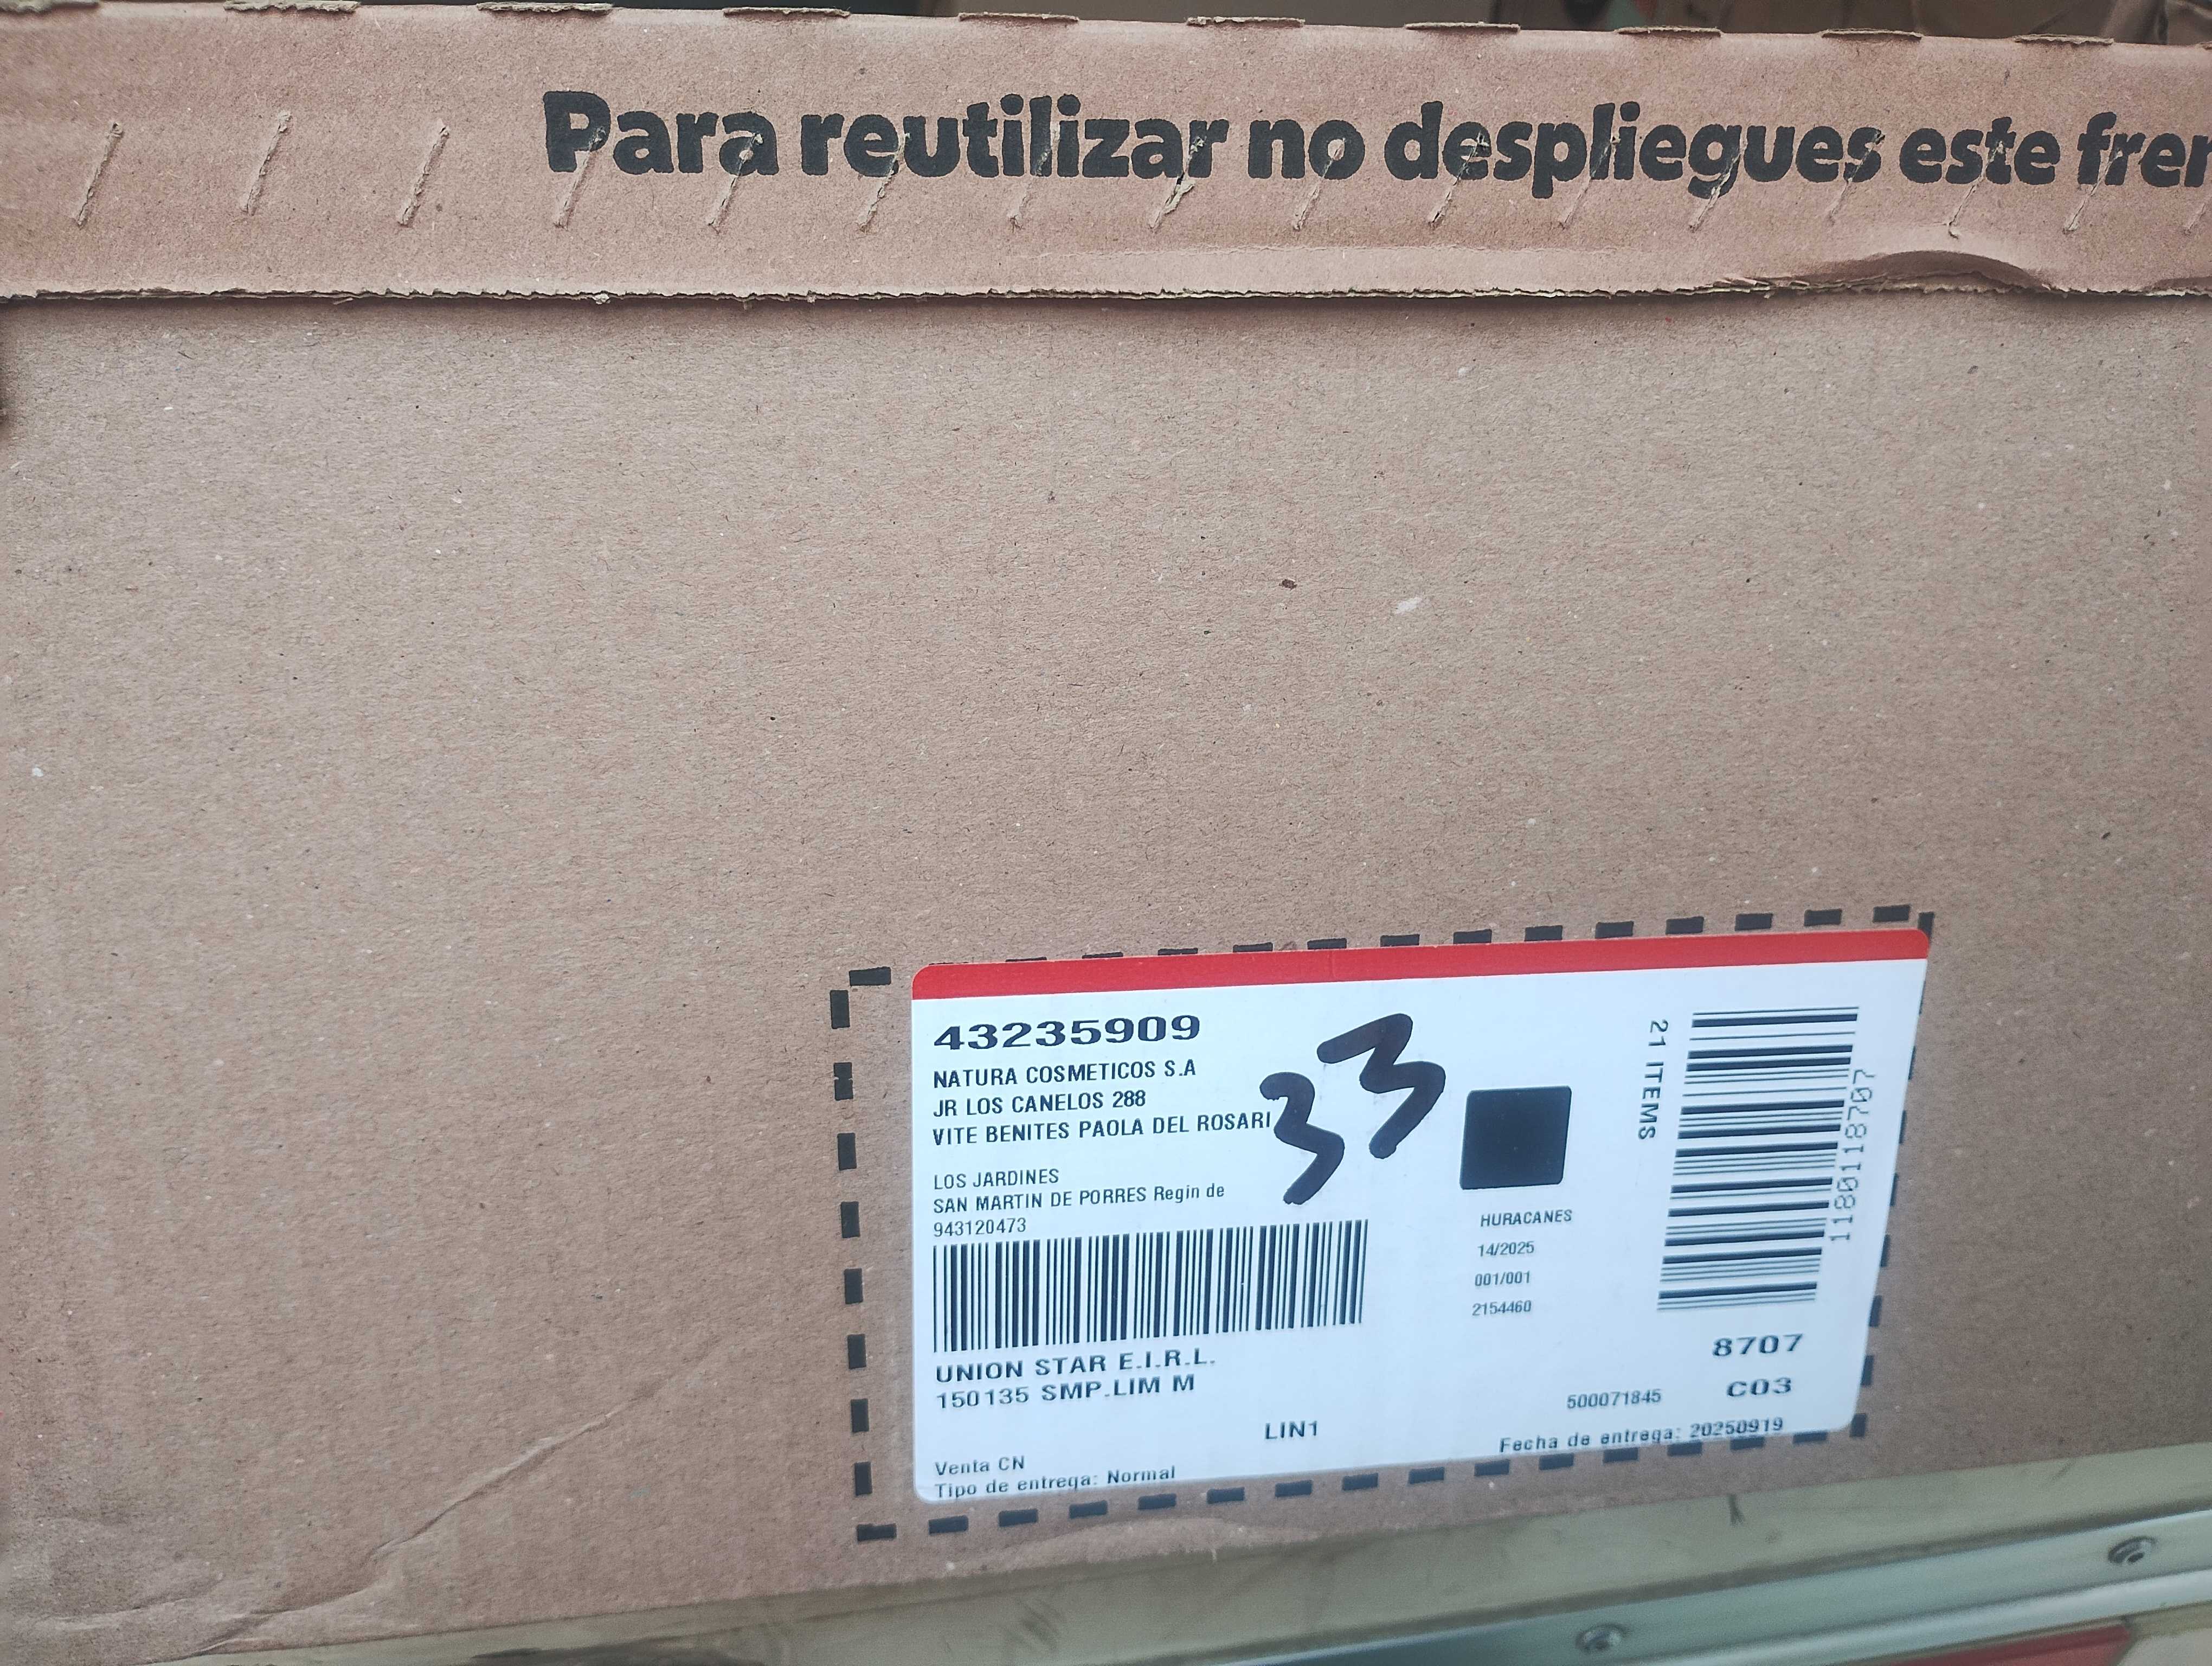 Para reutilizar no despliegues este fren
43235909
NATURA COSMETICOS S.A
JR LOS CANELOS 288
VITE BENITES PAOLA DEL ROSARI
33
LOS JARDINES
SAN MARTIN DE PORRES Regin de
943120473
UNION STAR E.I.R.L.
150135 SMP.LIM M
LIN1
Venta CN
Tipo de entrega: Normal
HURACANES
14/2025
001/001
2154460
21 ITEMS
1180118707
8707
500071845 C03
Fecha de entrega: 20250919